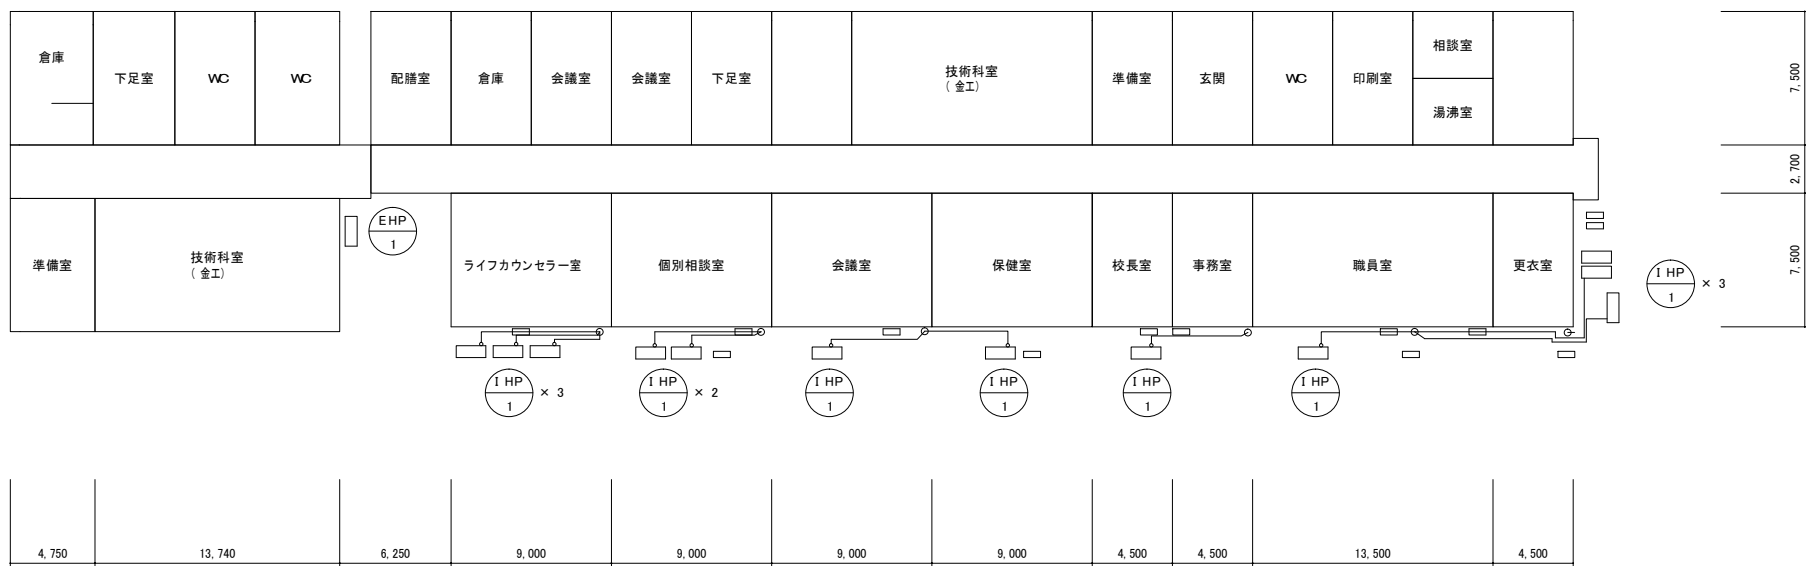 倉庫
下足室
WC
WC
配膳室
倉庫
会議室
会議室
下足室
技術科室
( 金工)
準備室
玄関
WC
印刷室
相談室
湯沸室
7,500
2,700
7,500
準備室
技術科室
( 金工)
EHP
1
ライフカウンセラー室
個別相談室
会議室
保健室
校長室
事務室
職員室
更衣室
I HP
1
× 3
I HP
1
× 3
I HP
1
× 2
I HP
1
I HP
1
I HP
1
I HP
1
4,750
13,740
6,250
9,000
9,000
9,000
9,000
4,500
4,500
13,500
4,500